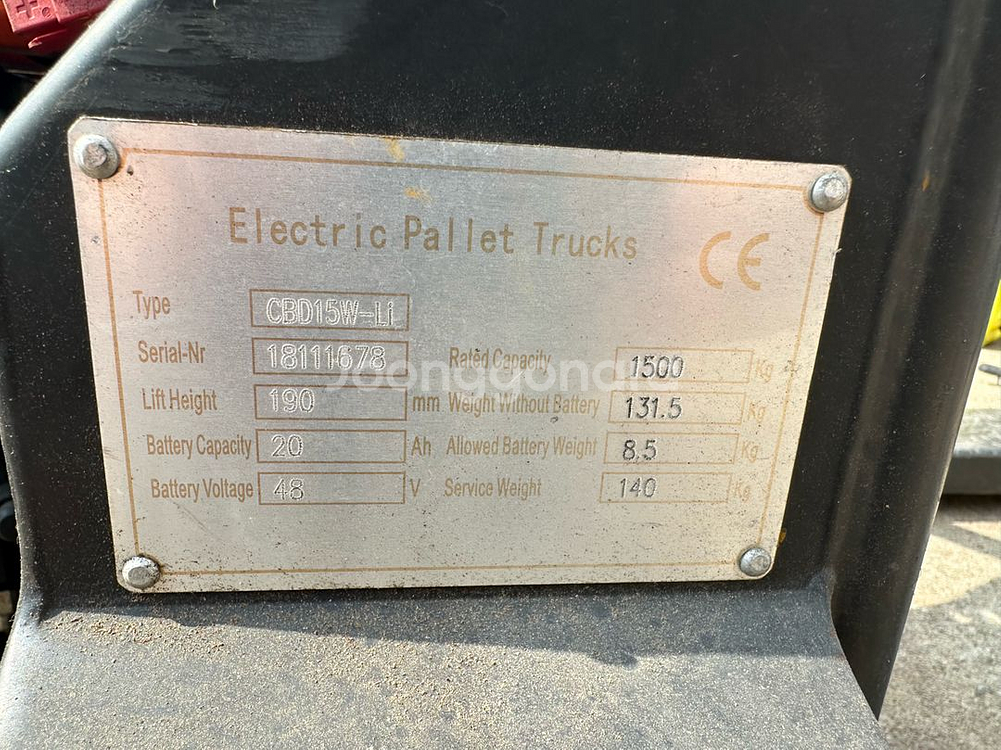 Electric Pallet Trucks CE
Type CBD15W-Li
Serial-Nr 18111678 Rated Capacity 1500 Kg
Lift Height 190 mm Weight Without Battery 131.5 Kg
Battery Capacity 20 Ah Allowed Battery Weight 8.5 Kg
Battery Voltage 48 V Service Weight 140 Kg